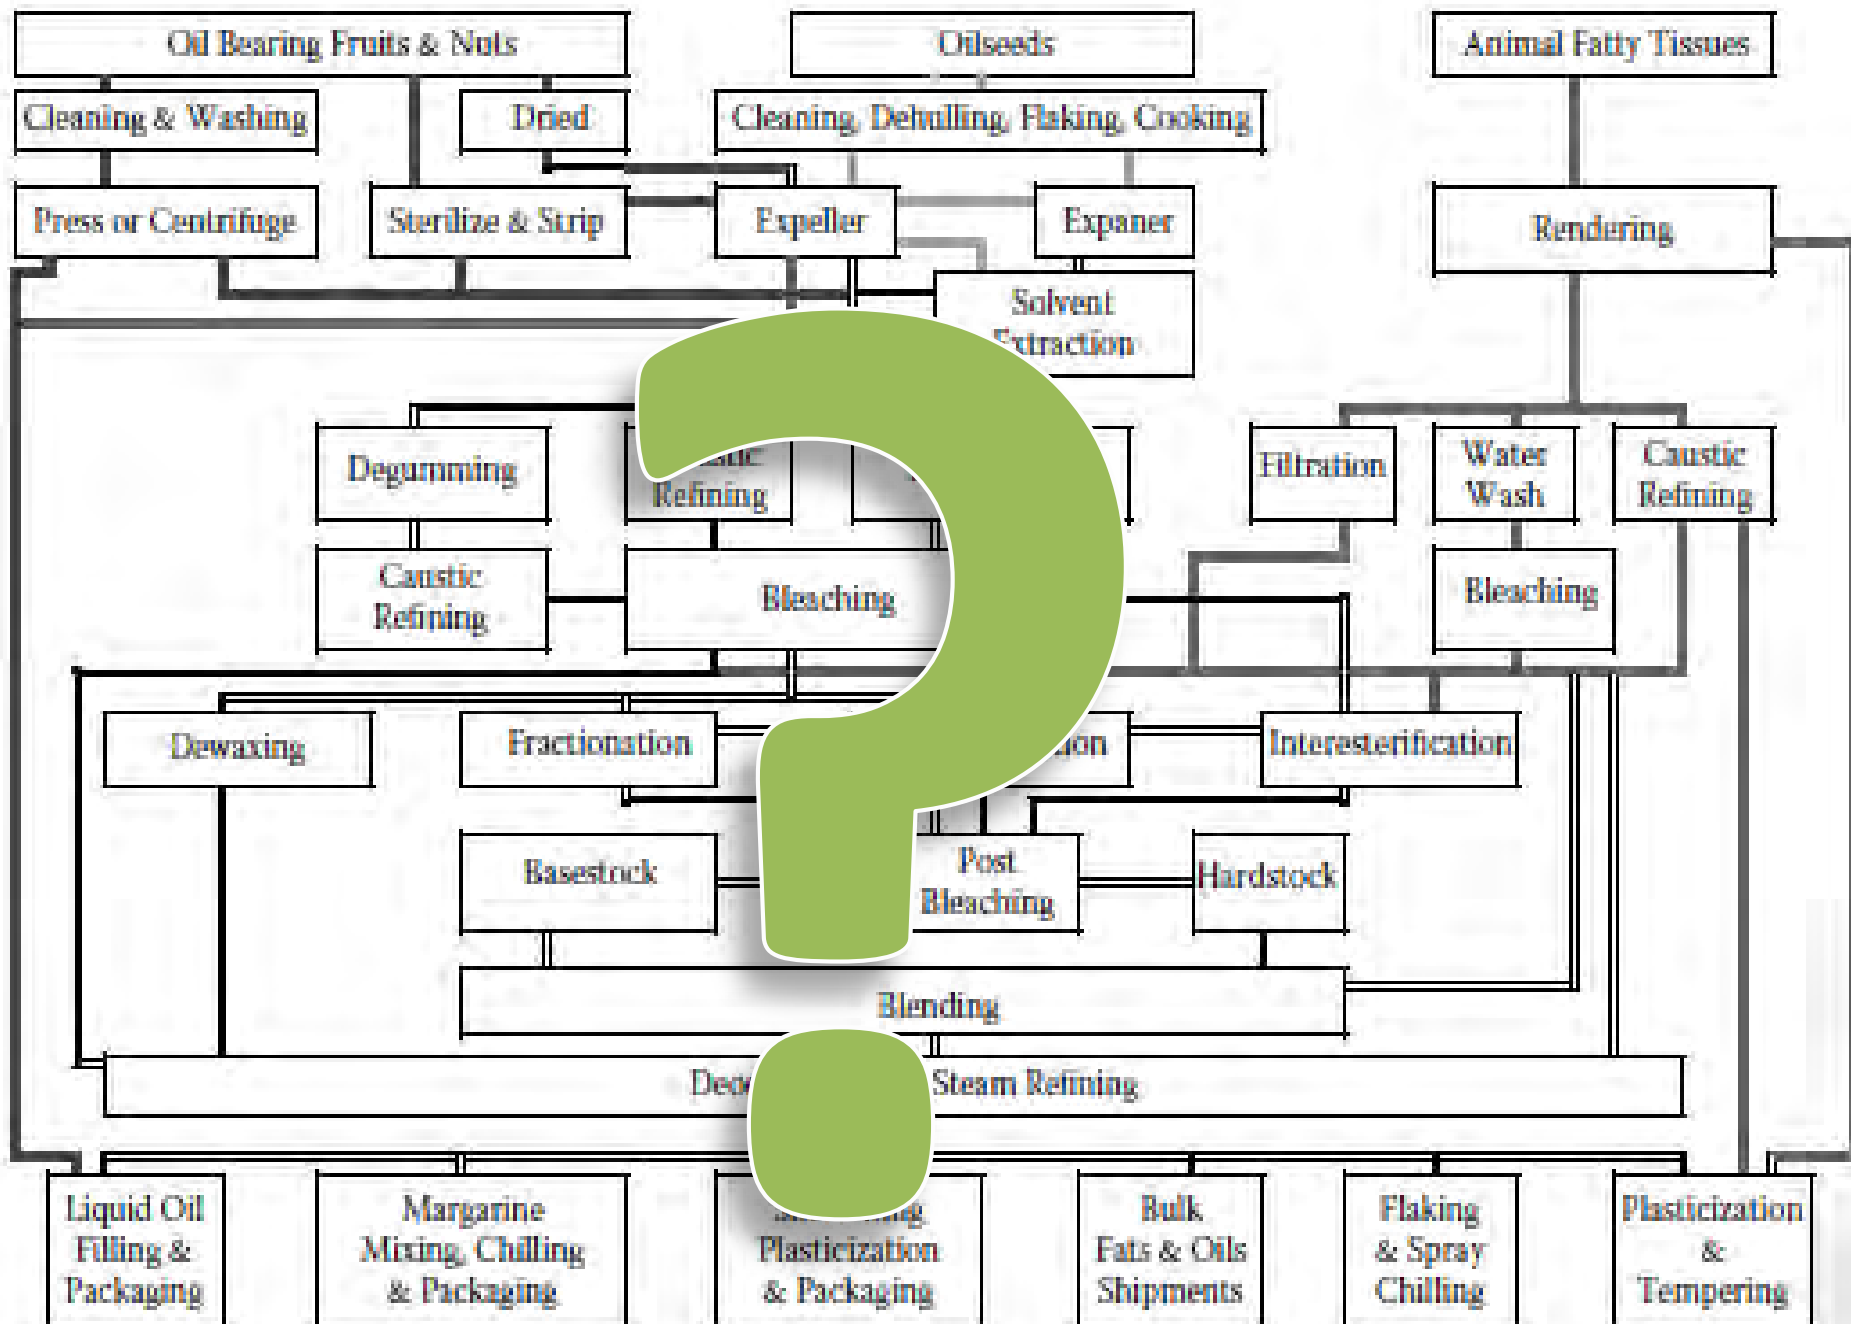 Oil Bearing Fruits & Nuts
Oilseeds
Animal Fatty Tissues
Cleaning & Washing
Dried
Cleaning, Dehulling, Flaking, Cooking
Press or Centrifuge
Sterilize & Strip
Expeller
Expaner
Rendering
Solvent
Extraction
Degumming
Refining
Filtration
Water
Wash
Caustic
Refining
Caustic
Refining
Bleaching
Bleaching
Dewaxing
Fractionation
Interesterification
Basestock
Post
Bleaching
Hardstock
Blending
Steam Refining
Liquid Oil
Filling &
Packaging
Margarine
Mixing, Chilling
& Packaging
Plasticization
& Packaging
Bulk
Fats & Oils
Shipments
Flaking
& Spray
Chilling
Plasticization
&
Tempering